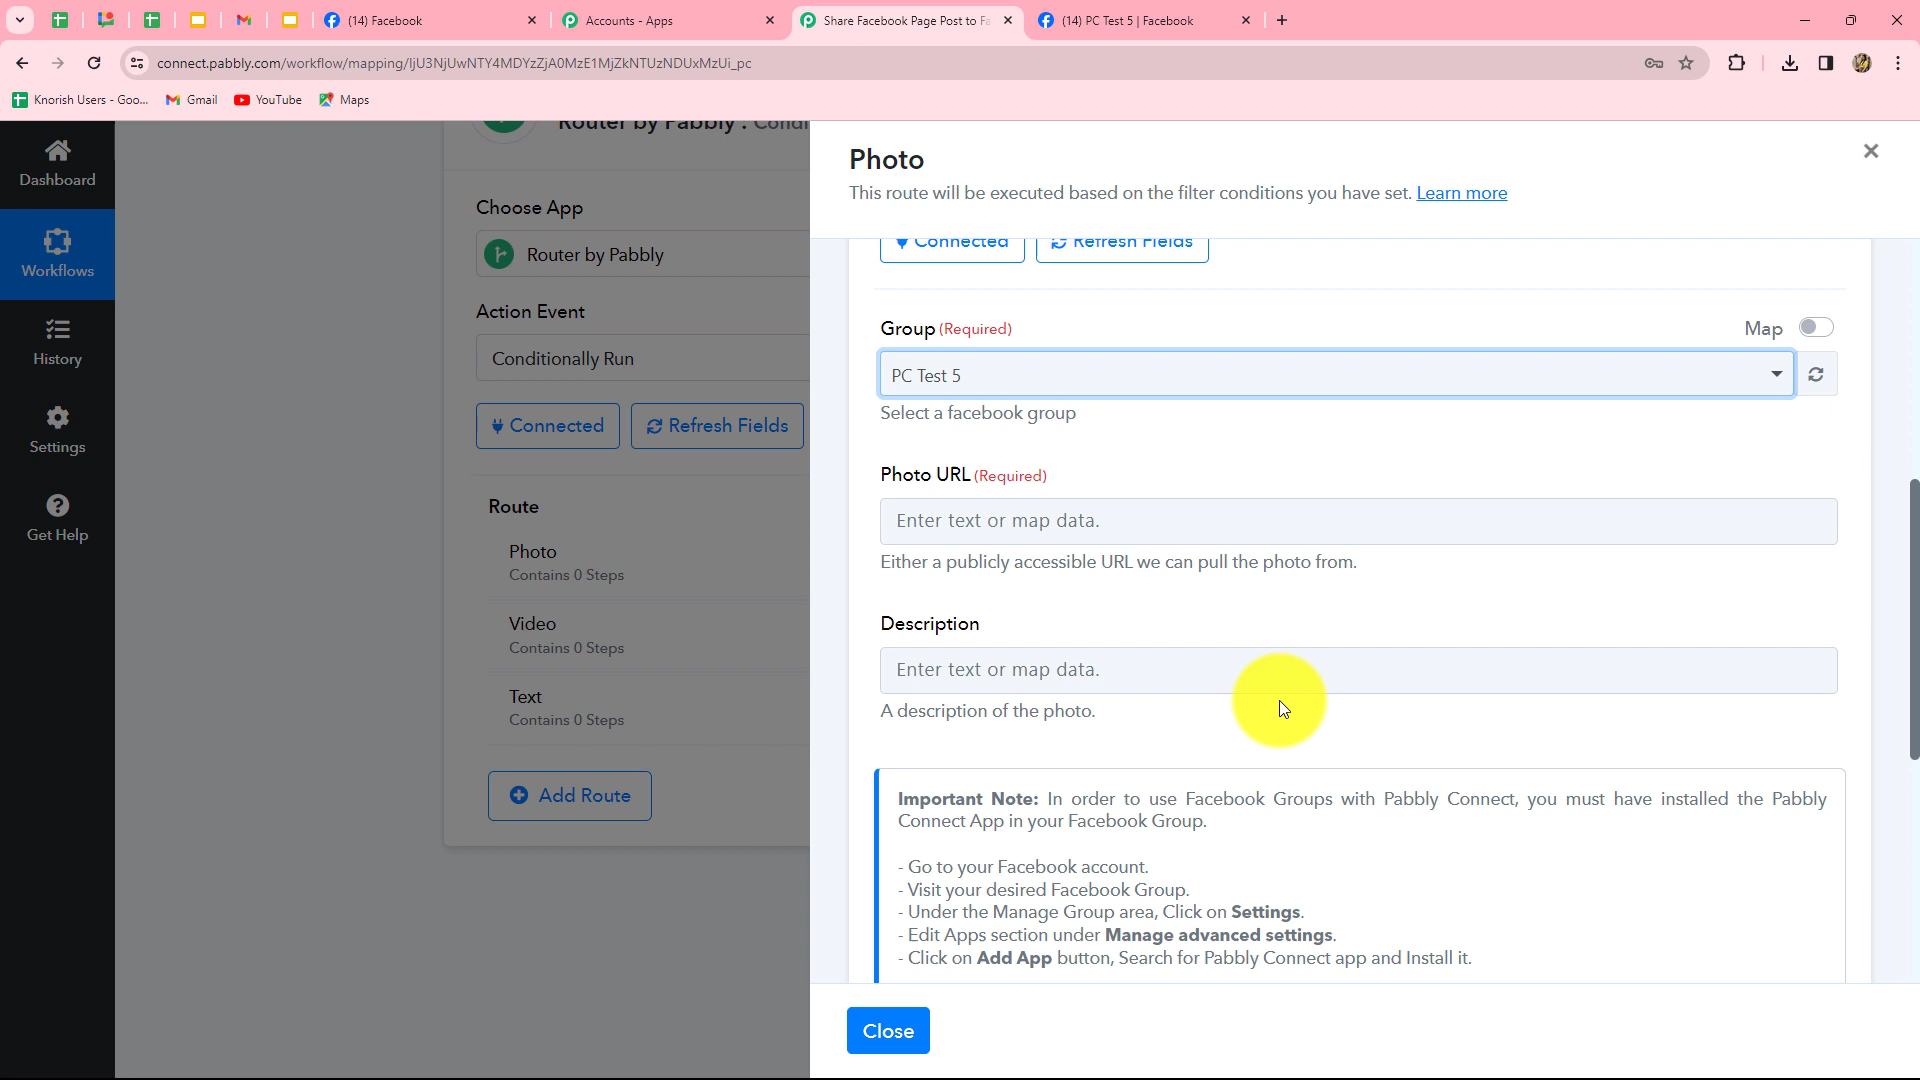 (14) Facebook
Accounts - Apps
Share Facebook Page Post to Fa
(14) PC Test 5 | Facebook
connect.pabbly.com/workflow/mapping/IjU3NjUwNTY4MDYzZjA0MzE1MjZkNTUzNDUxMzUi_pc
Knorish Users - Goo...
Gmail
YouTube
Maps
Dashboard
Workflows
History
Settings
Get Help
Router by Pabbly :
Choose App
Router by Pabbly
Action Event
Conditionally Run
Connected
Refresh Fields
Route
Photo
Contains 0 Steps
Video
Contains 0 Steps
Text
Contains 0 Steps
Add Route
Photo
This route will be executed based on the filter conditions you have set. Learn more
Connected
Refresh Fields
Group (Required)
Map
PC Test 5
Select a facebook group
Photo URL (Required)
Enter text or map data.
Either a publicly accessible URL we can pull the photo from.
Description
Enter text or map data.
A description of the photo.
Important Note: In order to use Facebook Groups with Pabbly Connect, you must have installed the Pabbly
Connect App in your Facebook Group.
- Go to your Facebook account.
- Visit your desired Facebook Group.
- Under the Manage Group area, Click on Settings.
- Edit Apps section under Manage advanced settings.
- Click on Add App button, Search for Pabbly Connect app and Install it.
Close